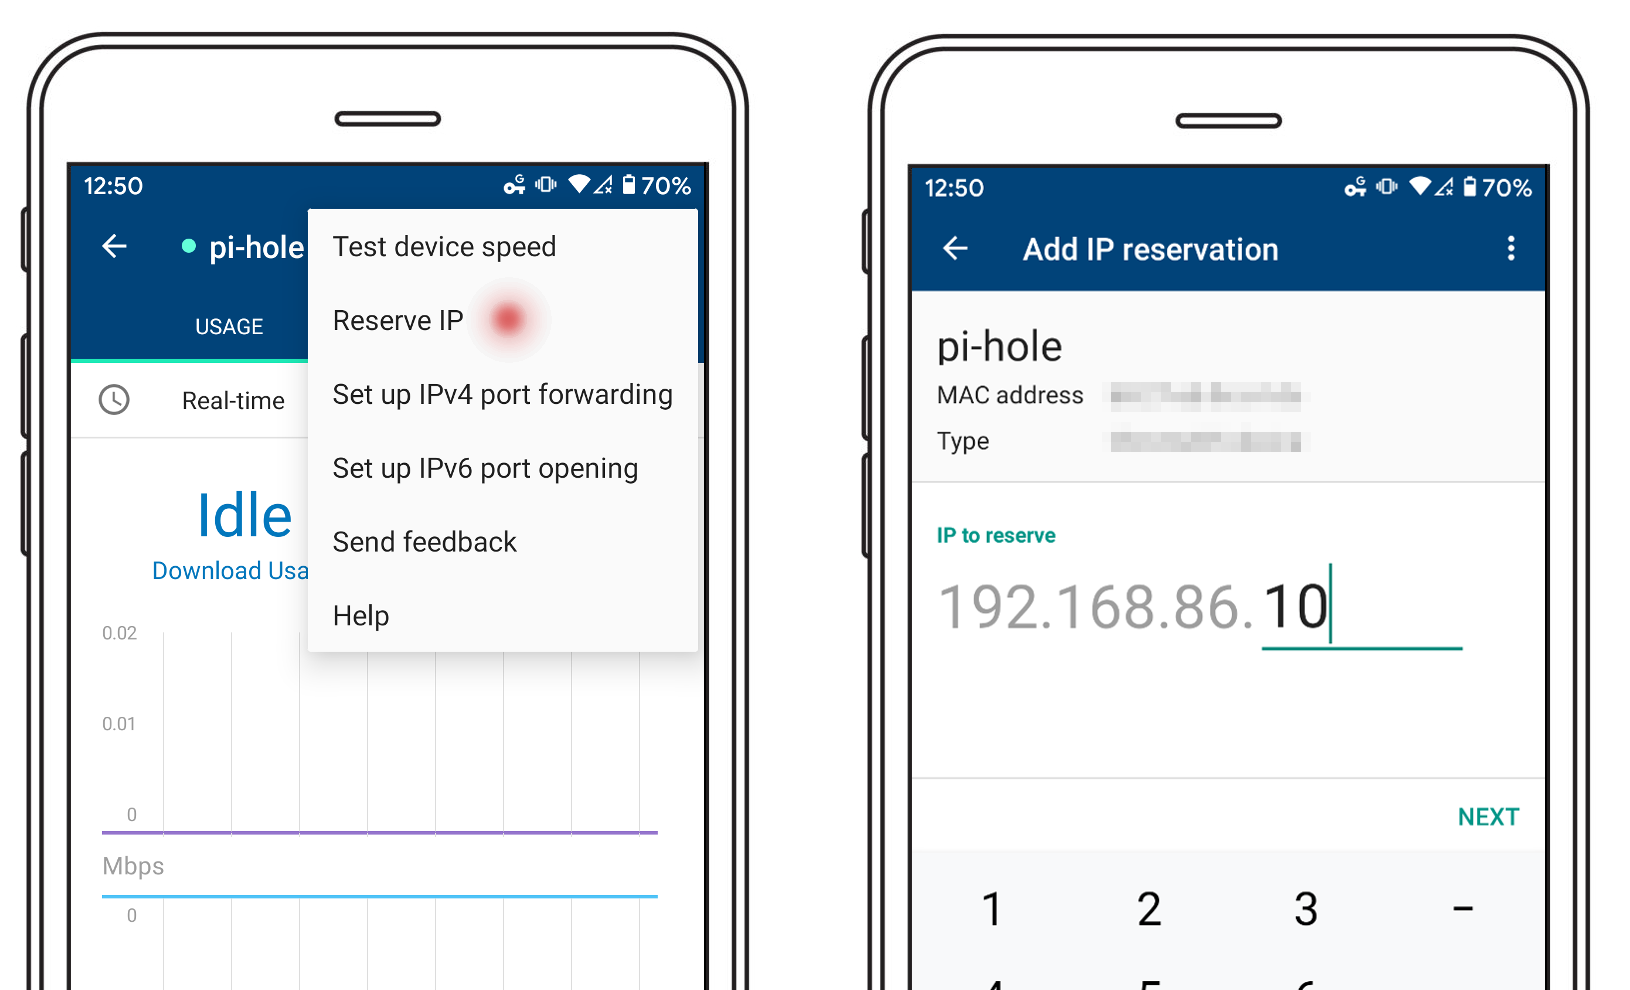 12:50
70%
pi-hole
Test device speed
Reserve IP
USAGE
Set up IPv4 port forwarding
Real-time
Set up IPv6 port opening
Idle
Send feedback
Download Usa
Help
0.02
0.01
0
Mbps
0
12:50
G
70%
Add IP reservation
pi-hole
MAC address
Type
IP to reserve
192.168.86.10
NEXT
1 2 3 –
4 5 6